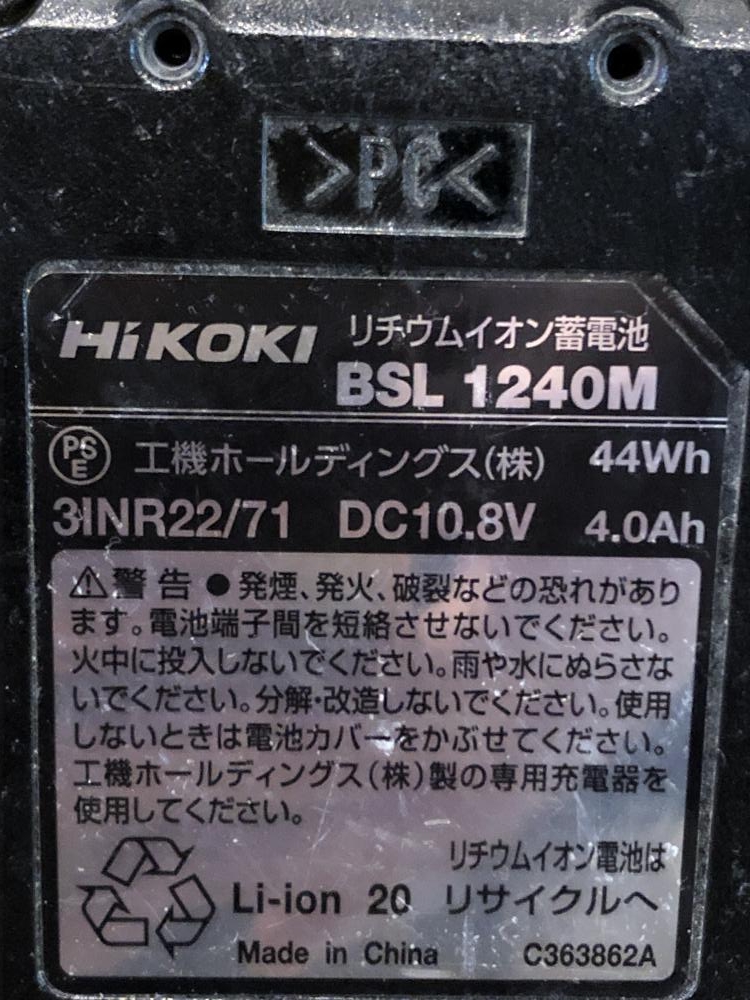 >PC<
HiKOKI リチウムイオン蓄電池
BSL 1240M
PSE 工機ホールディングス(株) 44Wh
3INR22/71 DC10.8V 4.0Ah
⚠警告 ●発煙、発火、破裂などの恐れがあり
ます。電池端子間を短絡させないでください。
火中に投入しないでください。雨や水にぬらさな
いでください。分解・改造しないでください。使用
しないときは電池カバーをかぶせてください。
工機ホールディングス(株)製の専用充電器を
使用してください。
リチウムイオン電池は
Li-ion 20 リサイクルへ
Made in China C363862A